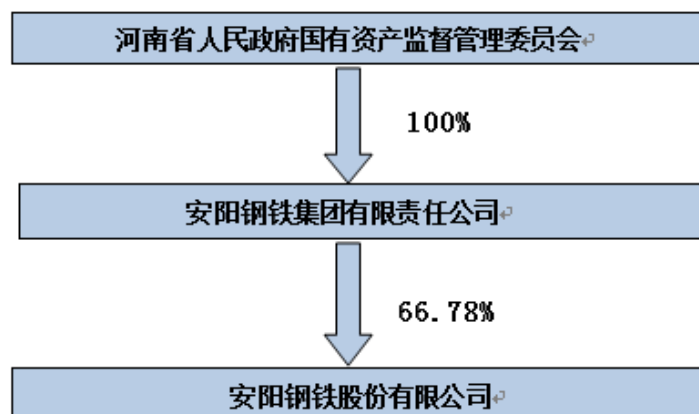 河南省人民政府国有资产监督管理委员会
100%
安阳钢铁集团有限责任公司
66.78%
安阳钢铁股份有限公司